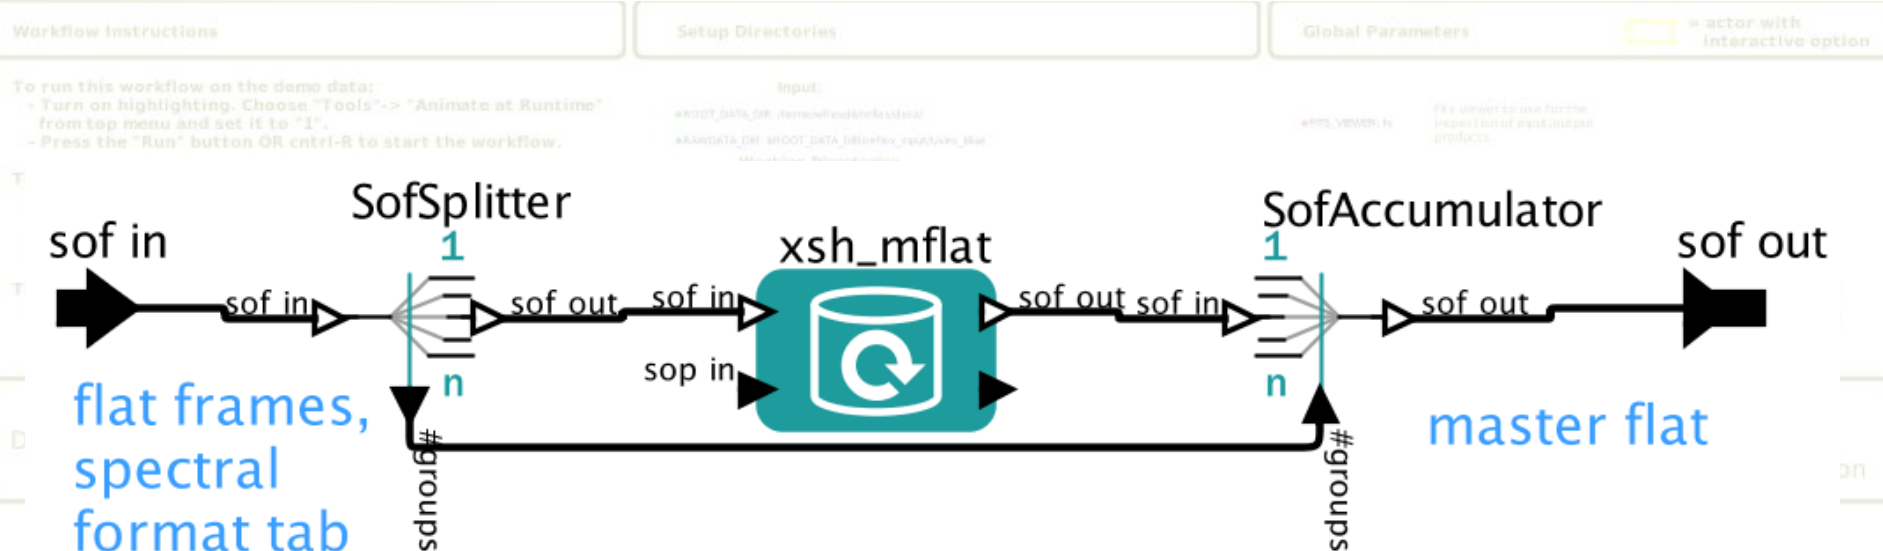 Workflow Instructions
Setup Directories
Global Parameters
= actor with
interactive option
To run this workflow on the demo data:
- Turn on highlighting. Choose "Tools"-> "Animate at Runtime"
from top menu and set it to "1".
- Press the "Run" button OR cntrl-R to start the workflow.
Input:
FITS_VIEWER:
products
SofSplitter
SofAccumulator
sof in
1
xsh_mflat
1
sof out
sof in
sof out
sof in
sof out
sof in
sof out
sop in
n
n
flat frames,
spectral
format tab
master flat
#groups
#groups